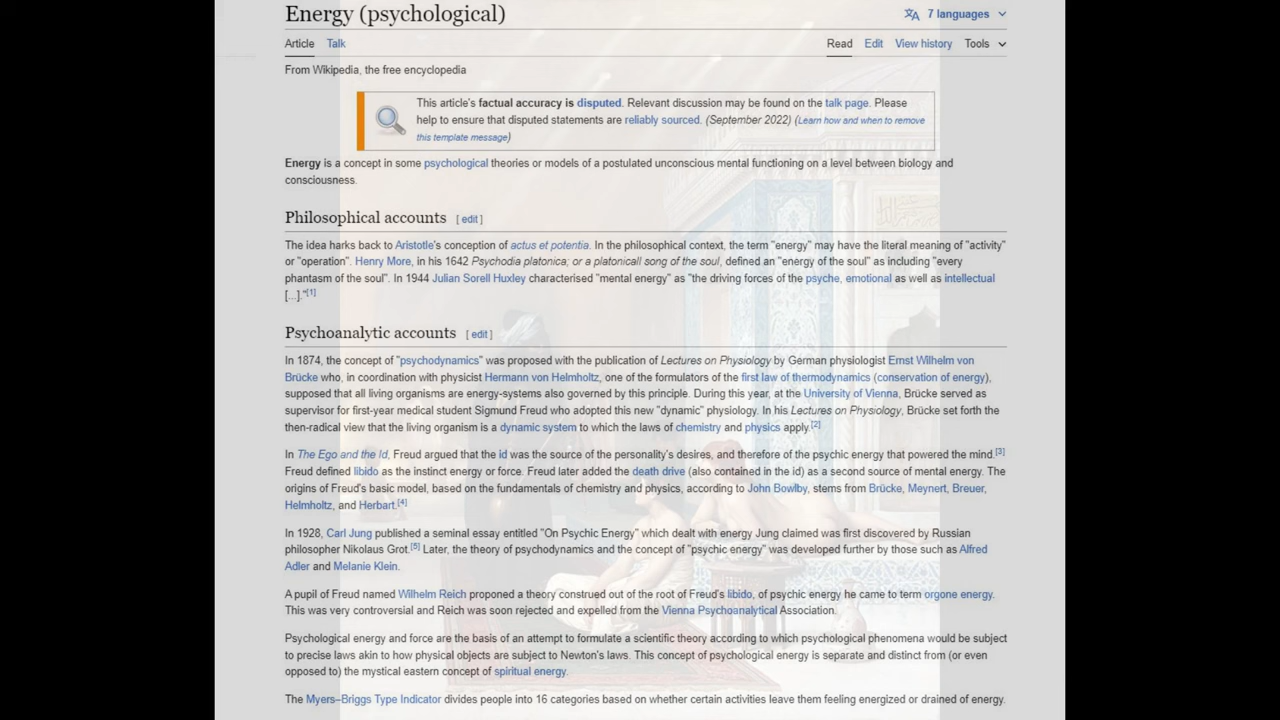 Energy (psychological)
7 languages
Article Talk
Read Edit View history Tools
From Wikipedia, the free encyclopedia
This article's factual accuracy is disputed. Relevant discussion may be found on the talk page. Please
help to ensure that disputed statements are reliably sourced. (September 2022) (Learn how and when to remove
this template message)
Energy is a concept in some psychological theories or models of a postulated unconscious mental functioning on a level between biology and
consciousness.
Philosophical accounts [ edit ]
The idea harks back to Aristotle's conception of actus et potentia. In the philosophical context, the term "energy" may have the literal meaning of "activity"
or "operation". Henry More, in his 1642 Psychodia platonica; or a platonicall song of the soul, defined an "energy of the soul" as including "every
phantasm of the soul". In 1944 Julian Sorell Huxley characterised "mental energy" as "the driving forces of the psyche, emotional as well as intellectual
[...]."[1]
Psychoanalytic accounts [ edit ]
In 1874, the concept of "psychodynamics" was proposed with the publication of Lectures on Physiology by German physiologist Ernst Wilhelm von
Brücke who, in coordination with physicist Hermann von Helmholtz, one of the formulators of the first law of thermodynamics (conservation of energy),
supposed that all living organisms are energy-systems also governed by this principle. During this year, at the University of Vienna, Brücke served as
supervisor for first-year medical student Sigmund Freud who adopted this new "dynamic" physiology. In his Lectures on Physiology, Brücke set forth the
then-radical view that the living organism is a dynamic system to which the laws of chemistry and physics apply.[2]
In The Ego and the Id, Freud argued that the id was the source of the personality's desires, and therefore of the psychic energy that powered the mind.[3]
Freud defined libido as the instinct energy or force. Freud later added the death drive (also contained in the id) as a second source of mental energy. The
origins of Freud's basic model, based on the fundamentals of chemistry and physics, according to John Bowlby, stems from Brücke, Meynert, Breuer,
Helmholtz, and Herbart.[4]
In 1928, Carl Jung published a seminal essay entitled "On Psychic Energy" which dealt with energy Jung claimed was first discovered by Russian
philosopher Nikolaus Grot.[5] Later, the theory of psychodynamics and the concept of "psychic energy" was developed further by those such as Alfred
Adler and Melanie Klein.
A pupil of Freud named Wilhelm Reich proponed a theory construed out of the root of Freud's libido, of psychic energy he came to term orgone energy.
This was very controversial and Reich was soon rejected and expelled from the Vienna Psychoanalytical Association.
Psychological energy and force are the basis of an attempt to formulate a scientific theory according to which psychological phenomena would be subject
to precise laws akin to how physical objects are subject to Newton's laws. This concept of psychological energy is separate and distinct from (or even
opposed to) the mystical eastern concept of spiritual energy.
The Myers–Briggs Type Indicator divides people into 16 categories based on whether certain activities leave them feeling energized or drained of energy.